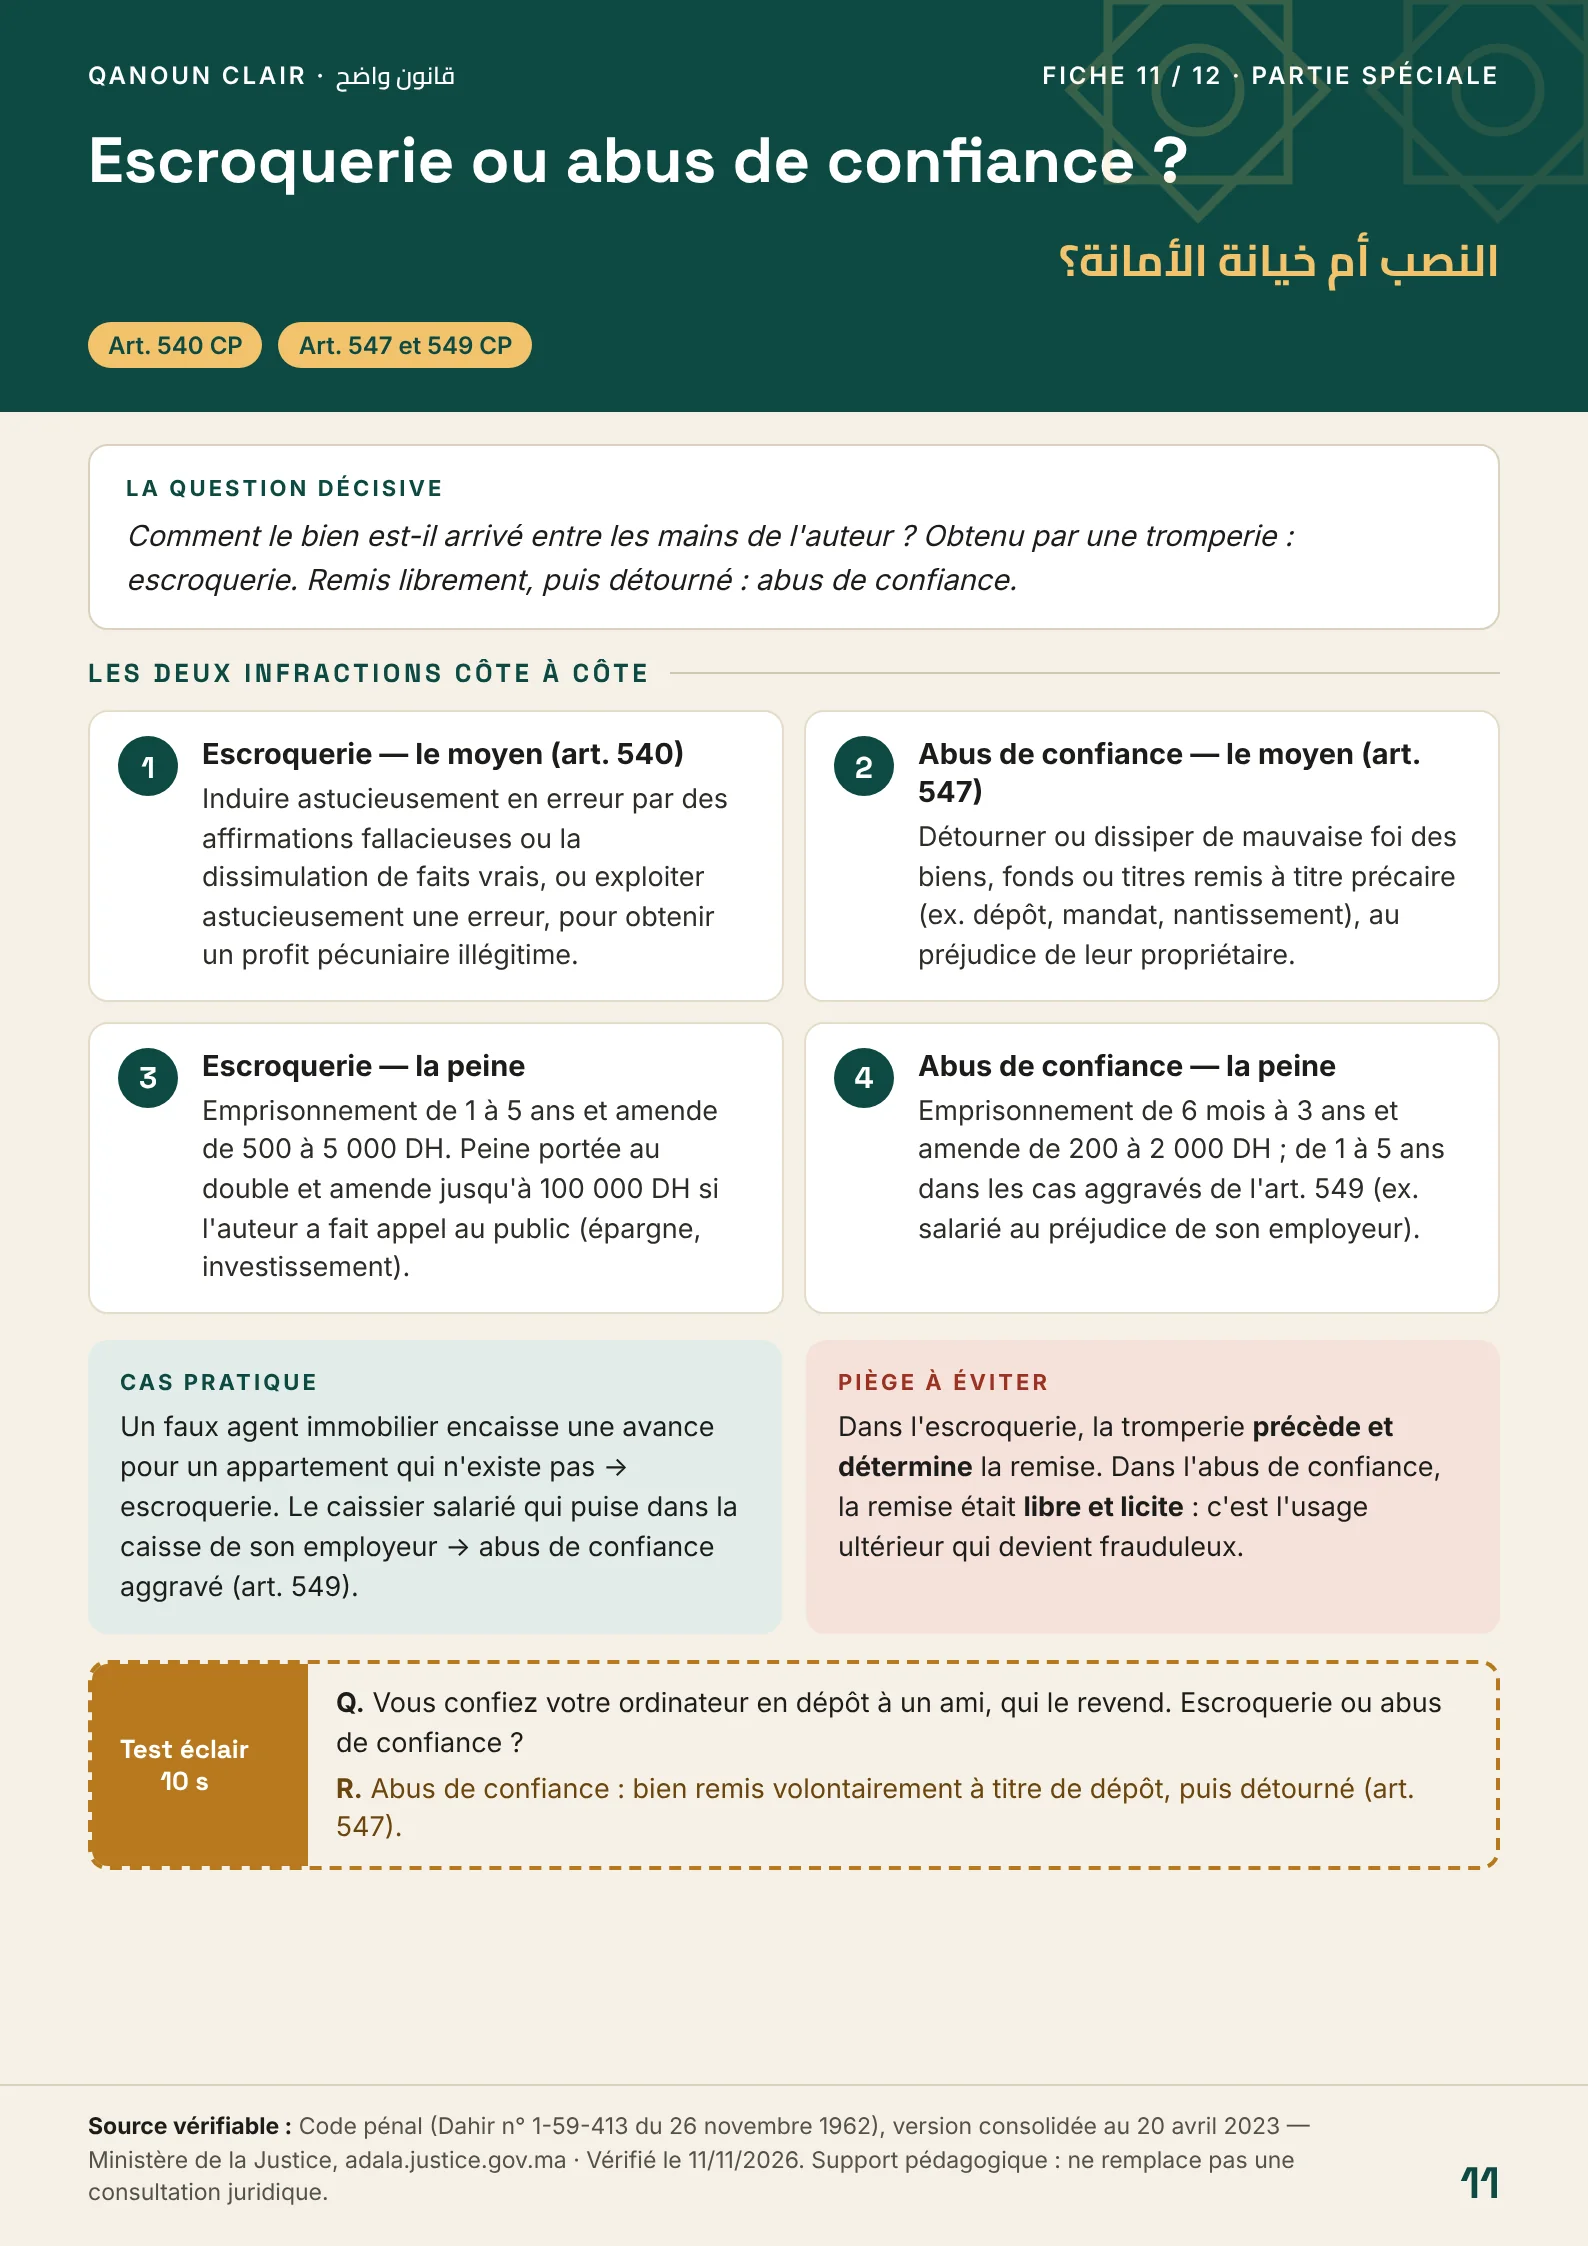 QANOUN CLAIR · قانون واضح
FICHE 11 / 12 · PARTIE SPÉCIALE
Escroquerie ou abus de confiance ?
النصب أم خيانة الأمانة؟
Art. 540 CP
Art. 547 et 549 CP
LA QUESTION DÉCISIVE
Comment le bien est-il arrivé entre les mains de l'auteur ? Obtenu par une tromperie :
escroquerie. Remis librement, puis détourné : abus de confiance.
LES DEUX INFRACTIONS CÔTE À CÔTE
1
Escroquerie — le moyen (art. 540)
Induire astucieusement en erreur par des
affirmations fallacieuses ou la
dissimulation de faits vrais, ou exploiter
astucieusement une erreur, pour obtenir
un profit pécuniaire illégitime.
2
Abus de confiance — le moyen (art.
547)
Détourner ou dissiper de mauvaise foi des
biens, fonds ou titres remis à titre précaire
(ex. dépôt, mandat, nantissement), au
préjudice de leur propriétaire.
3
Escroquerie — la peine
Emprisonnement de 1 à 5 ans et amende
de 500 à 5 000 DH. Peine portée au
double et amende jusqu'à 100 000 DH si
l'auteur a fait appel au public (épargne,
investissement).
4
Abus de confiance — la peine
Emprisonnement de 6 mois à 3 ans et
amende de 200 à 2 000 DH ; de 1 à 5 ans
dans les cas aggravés de l'art. 549 (ex.
salarié au préjudice de son employeur).
CAS PRATIQUE
Un faux agent immobilier encaisse une avance
pour un appartement qui n'existe pas →
escroquerie. Le caissier salarié qui puise dans la
caisse de son employeur → abus de confiance
aggravé (art. 549).
PIÈGE À ÉVITER
Dans l'escroquerie, la tromperie précède et
détermine la remise. Dans l'abus de confiance,
la remise était libre et licite : c'est l'usage
ultérieur qui devient frauduleux.
Test éclair
10 s
Q. Vous confiez votre ordinateur en dépôt à un ami, qui le revend. Escroquerie ou abus
de confiance ?
R. Abus de confiance : bien remis volontairement à titre de dépôt, puis détourné (art.
547).
Source vérifiable : Code pénal (Dahir n° 1-59-413 du 26 novembre 1962), version consolidée au 20 avril 2023 —
Ministère de la Justice, adala.justice.gov.ma · Vérifié le 11/11/2026. Support pédagogique : ne remplace pas une
consultation juridique.
11